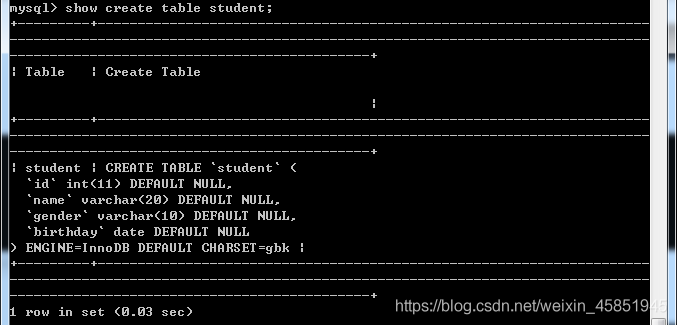 mysql> show create table student;
| Table | Create Table
|
| student | CREATE TABLE `student` (
`id` int(11) DEFAULT NULL,
`name` varchar(20) DEFAULT NULL,
`gender` varchar(10) DEFAULT NULL,
`birthday` date DEFAULT NULL
) ENGINE=InnoDB DEFAULT CHARSET=gbk |
1 row in set (0.03 sec)
https://blog.csdn.net/weixin_45851945